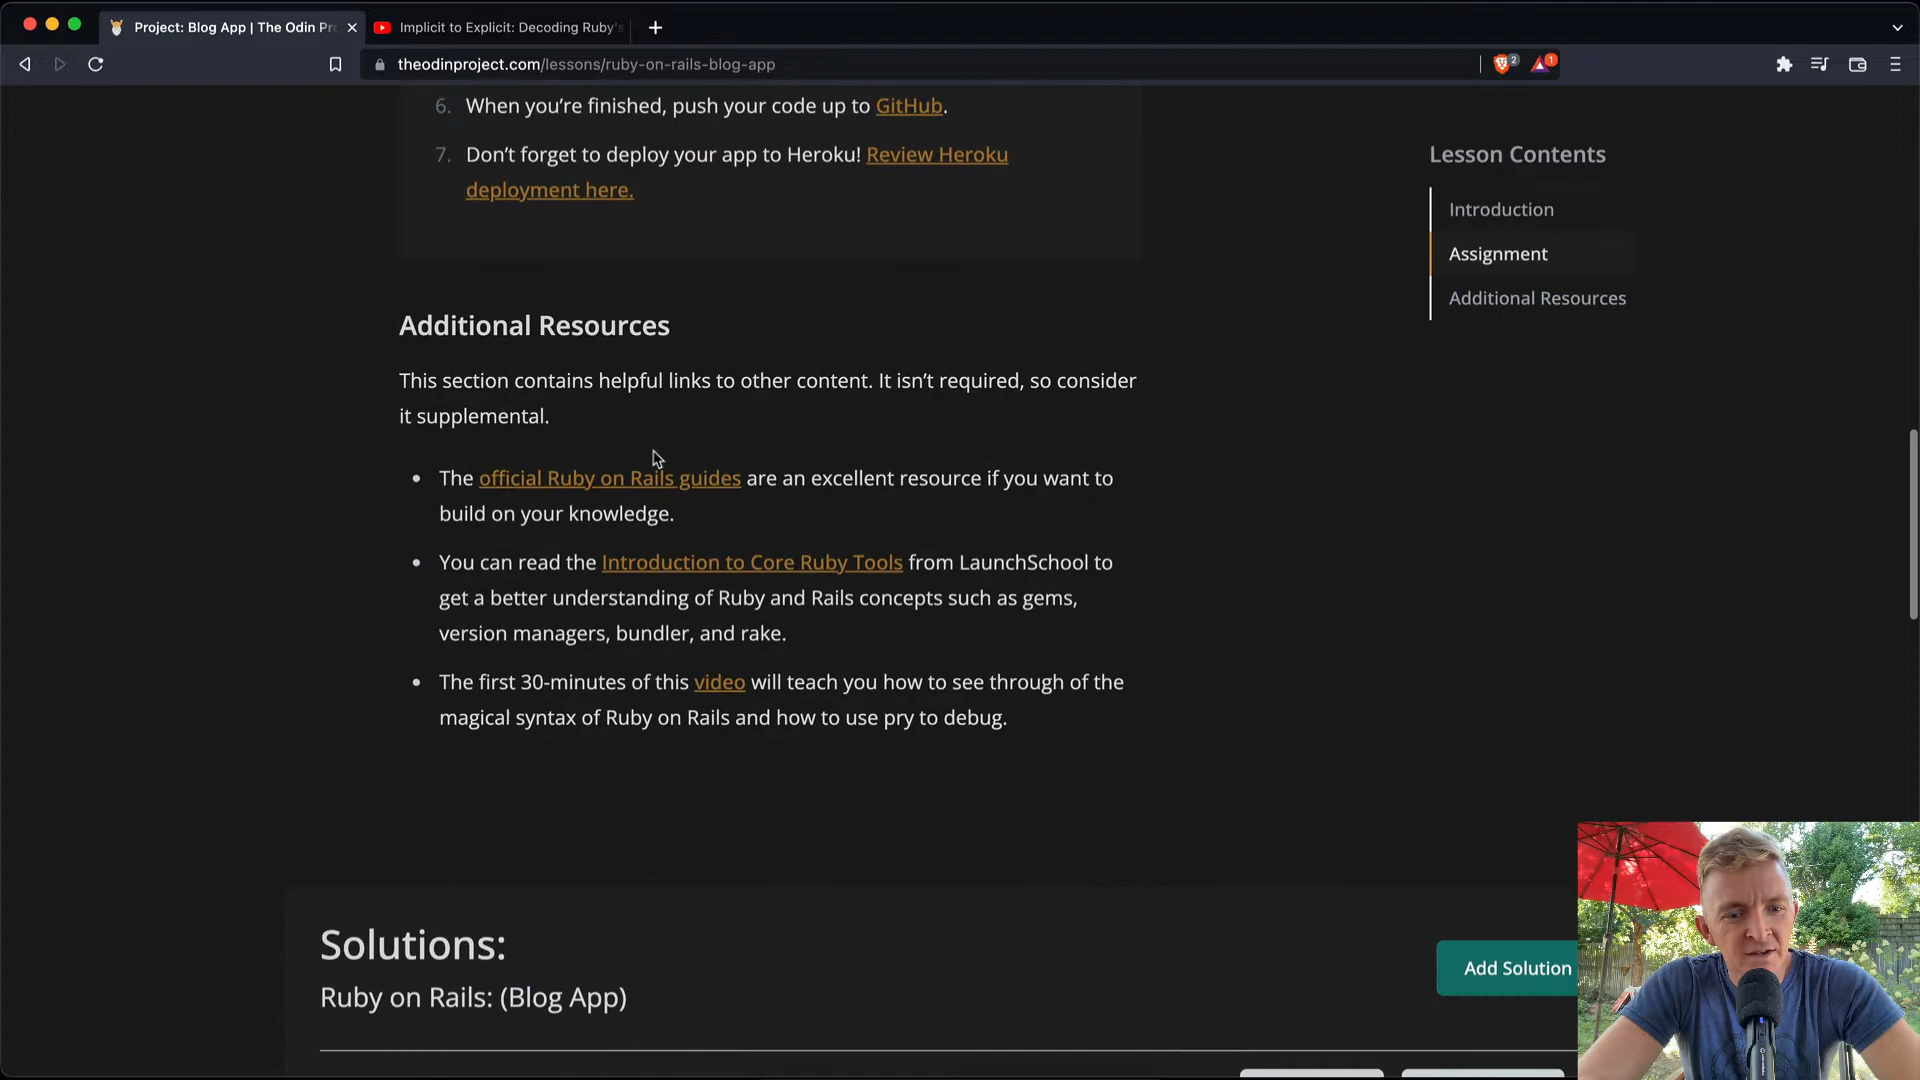 Project: Blog App | The Odin Pr
Implicit to Explicit: Decoding Ruby's
theodinproject.com/lessons/ruby-on-rails-blog-app
2
1
6. When you’re finished, push your code up to GitHub.
7. Don’t forget to deploy your app to Heroku! Review Heroku
deployment here.
Lesson Contents
Introduction
Assignment
Additional Resources
Additional Resources
This section contains helpful links to other content. It isn’t required, so consider
it supplemental.
• The official Ruby on Rails guides are an excellent resource if you want to
build on your knowledge.
• You can read the Introduction to Core Ruby Tools from LaunchSchool to
get a better understanding of Ruby and Rails concepts such as gems,
version managers, bundler, and rake.
• The first 30-minutes of this video will teach you how to see through of the
magical syntax of Ruby on Rails and how to use pry to debug.
Solutions:
Add Solution
Ruby on Rails: (Blog App)